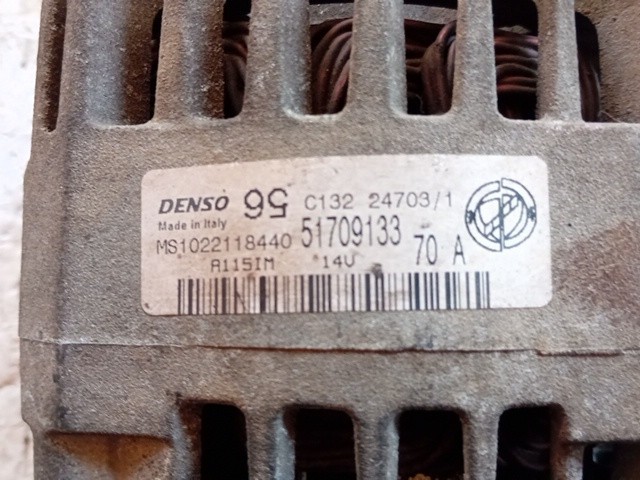 DENSO 95 C132 24703/1
Made in Italy
MS1022118440 51709133 70 A
A115IM 14V